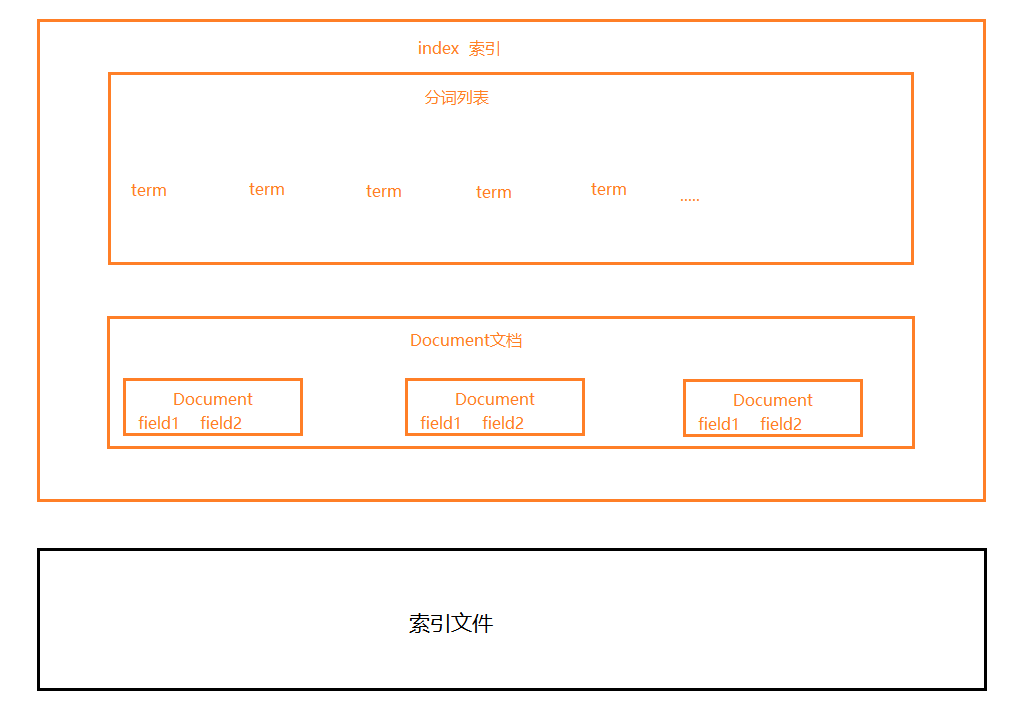 index 索引
分词列表
term term term term term .....
Document文档
Document Document Document
field1 field2 field1 field2 field1 field2
索引文件